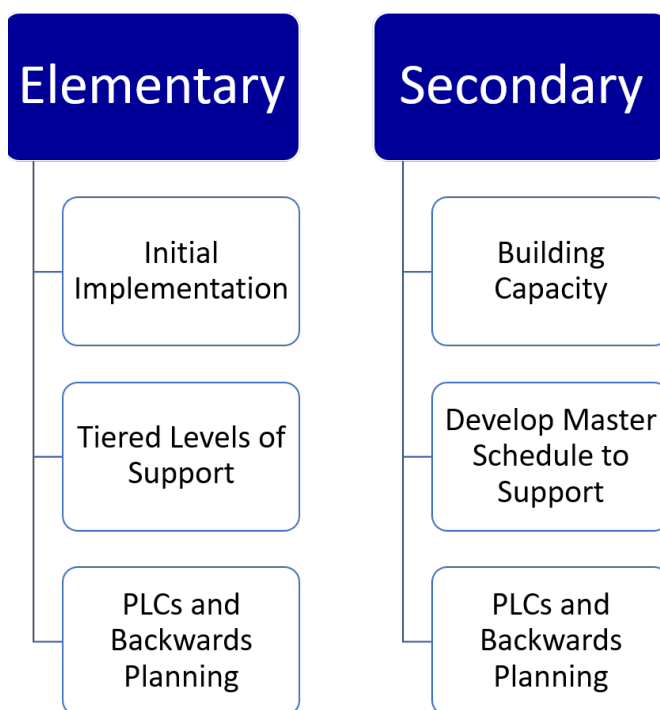 Elementary
Initial
Implementation
Tiered Levels of
Support
PLCs and
Backwards
Planning
Secondary
Building
Capacity
Develop Master
Schedule to
Support
PLCs and
Backwards
Planning